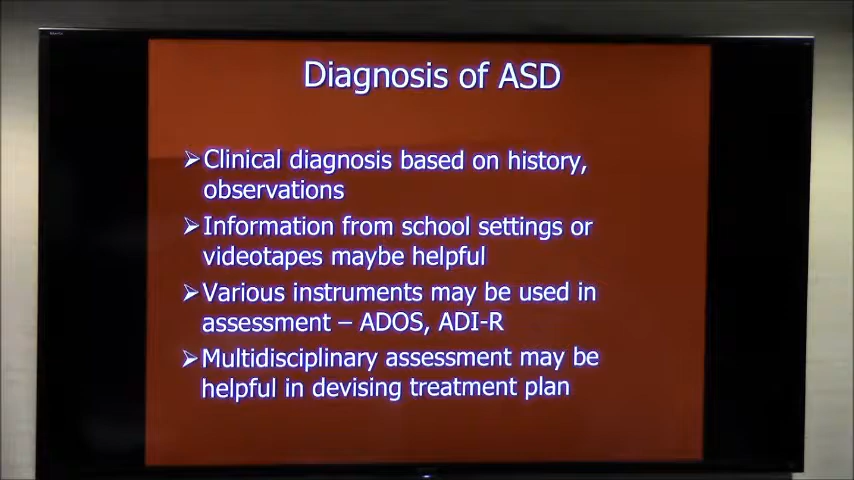 Diagnosis of ASD
➢Clinical diagnosis based on history,
observations
➢Information from school settings or
videotapes maybe helpful
➢Various instruments may be used in
assessment – ADOS, ADI-R
➢Multidisciplinary assessment may be
helpful in devising treatment plan